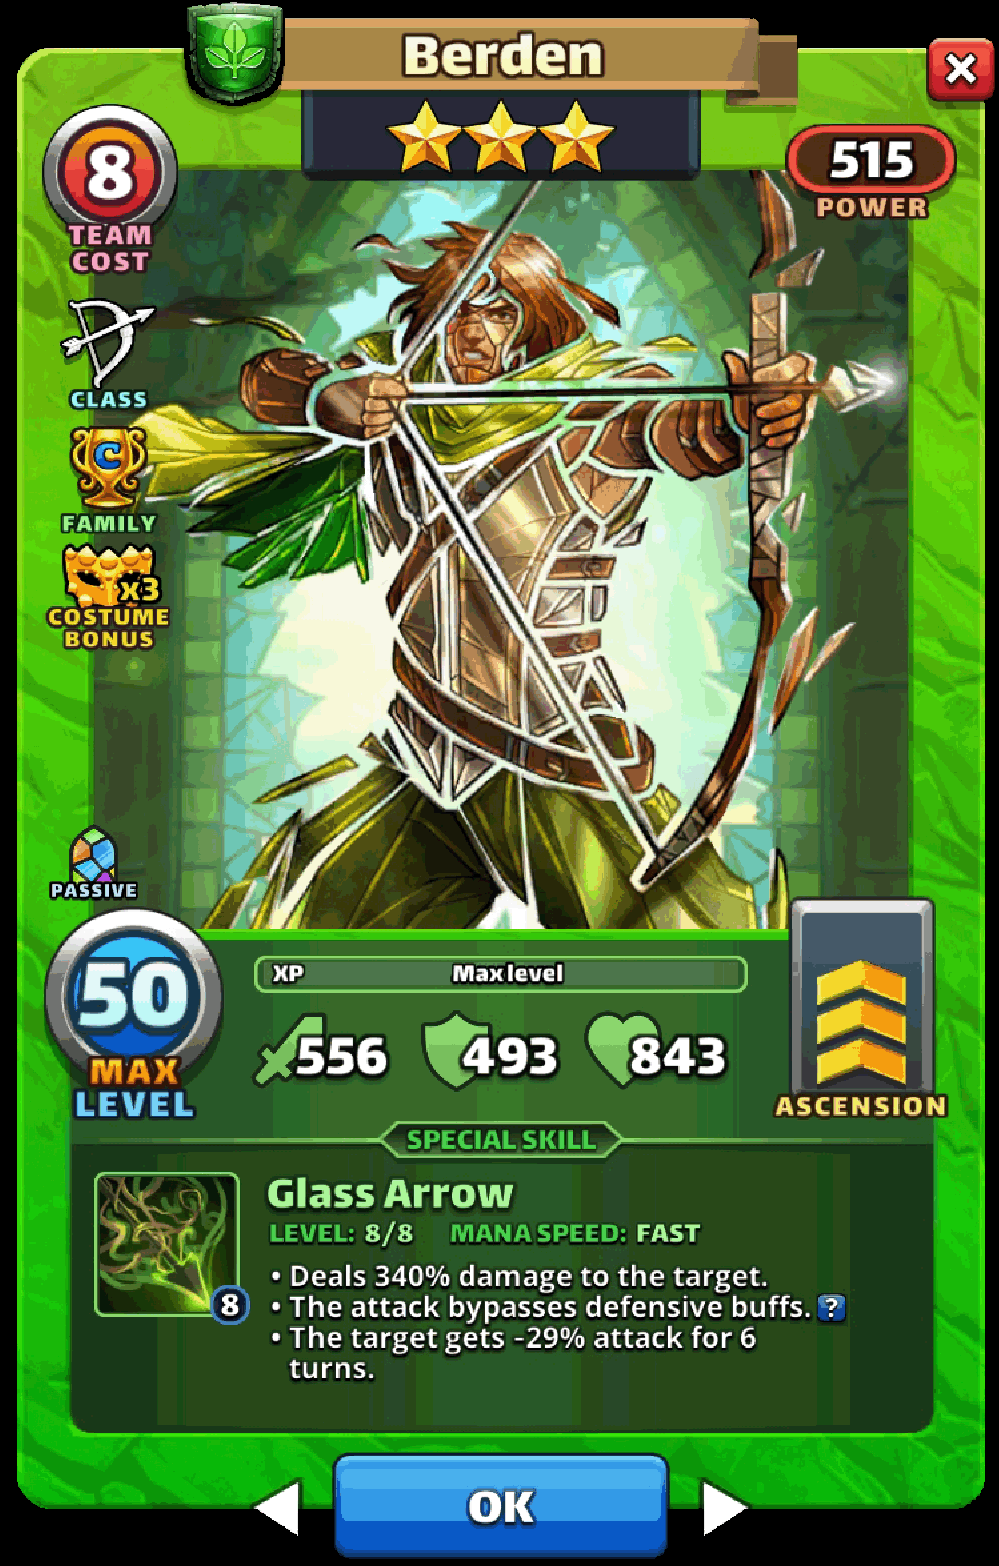 Berden
8
TEAM
COST
515
POWER
CLASS
C
FAMILY
x3
COSTUME
BONUS
PASSIVE
50
MAX
LEVEL
XP Max level
556 493 843
ASCENSION
SPECIAL SKILL
Glass Arrow
LEVEL: 8/8 MANA SPEED: FAST
8
• Deals 340% damage to the target.
• The attack bypasses defensive buffs. ?
• The target gets -29% attack for 6
turns.
OK